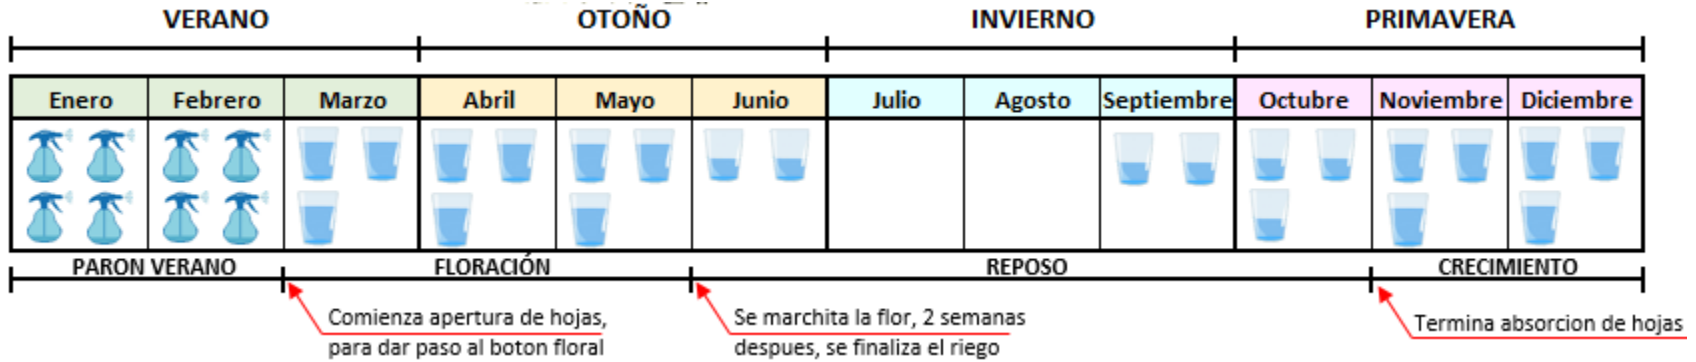 VERANO OTOÑO INVIERNO PRIMAVERA
Enero Febrero Marzo Abril Mayo Junio Julio Agosto Septiembre Octubre Noviembre Diciembre
PARON VERANO FLORACIÓN REPOSO CRECIMIENTO
Comienza apertura de hojas,
para dar paso al boton floral
Se marchita la flor, 2 semanas
despues, se finaliza el riego
Termina absorcion de hojas